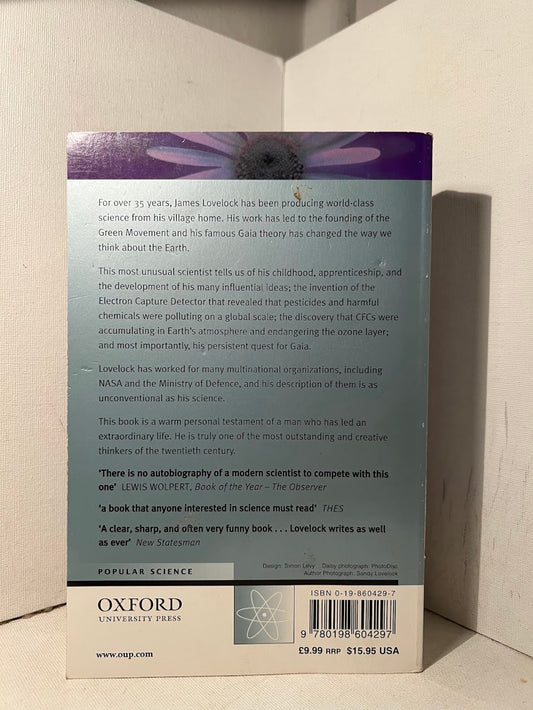 For over 35 years, James Lovelock has been producing world-class
science from his village home. His work has led to the founding of the
Green Movement and his famous Gaia theory has changed the way we
think about the Earth.
This most unusual scientist tells us of his childhood, apprenticeship, and
the development of his many influential ideas; the invention of the
Electron Capture Detector that revealed that pesticides and harmful
chemicals were polluting on a global scale; the discovery that CFCs were
accumulating in Earth's atmosphere and endangering the ozone layer;
and most importantly, his persistent quest for Gaia.
Lovelock has worked for many multinational organizations, including
NASA and the Ministry of Defence, and his description of them is as
unconventional as his science.
This book is a warm personal testament of a man who has led an
extraordinary life. He is truly one of the most outstanding and creative
thinkers of the twentieth century.
'There is no autobiography of a modern scientist to compete with this
one' LEWIS WOLPERT, Book of the Year – The Observer
'a book that anyone interested in science must read' THES
'A clear, sharp, and often very funny book . . . Lovelock writes as well
as ever' New Statesman
Design: Simon Levy Daisy photograph: PhotoDisc
Author Photograph: Sandy Lovelock
POPULAR SCIENCE
OXFORD
UNIVERSITY PRESS
www.oup.com
ISBN 0-19-860429-7
9 780198 604297
£9.99 RRP $15.95 USA